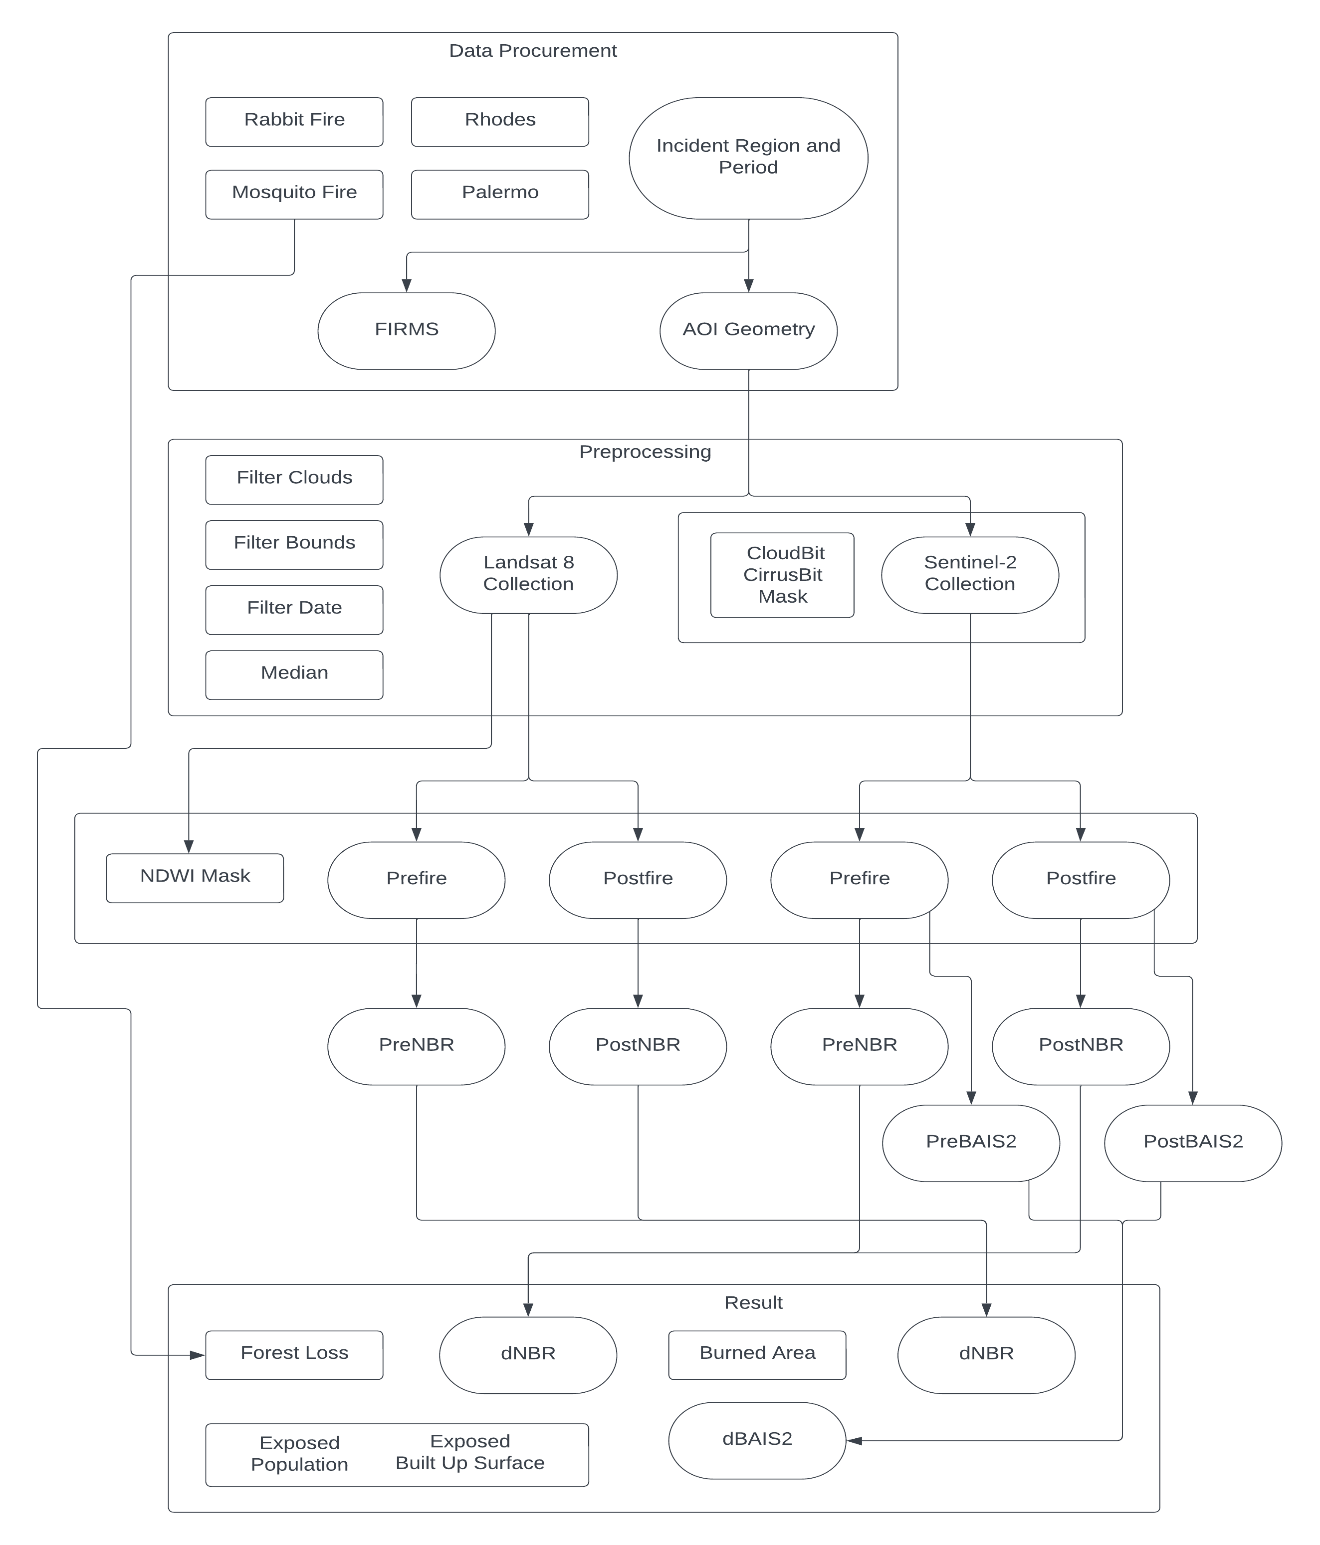 Data Procurement
Rabbit Fire
Rhodes
Incident Region and
Period
Mosquito Fire
Palermo
FIRMS
AOI Geometry
Preprocessing
Filter Clouds
Filter Bounds
Filter Date
Median
Landsat 8
Collection
CloudBit
CirrusBit
Mask
Sentinel-2
Collection
NDWI Mask
Prefire
Postfire
Prefire
Postfire
PreNBR
PostNBR
PreNBR
PostNBR
PreBAIS2
PostBAIS2
Result
Forest Loss
dNBR
Burned Area
dNBR
dBAIS2
Exposed
Population
Exposed
Built Up Surface